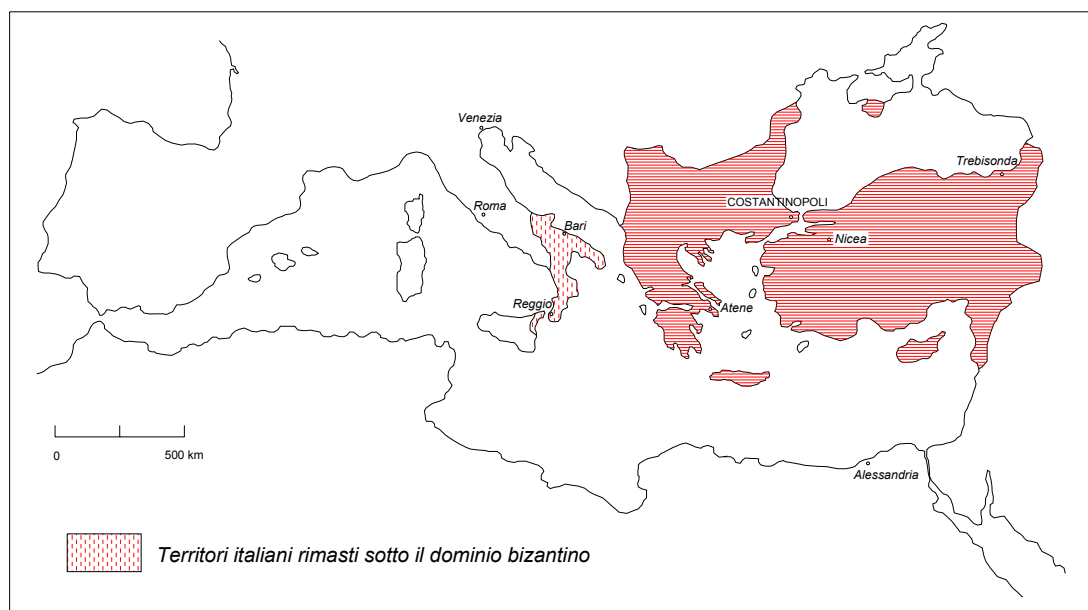 Venezia
Trebisonda
Roma
COSTANTINOPOLI
Bari
Nicea
Reggio
Atene
0 500 km
Alessandria
Territori italiani rimasti sotto il dominio bizantino